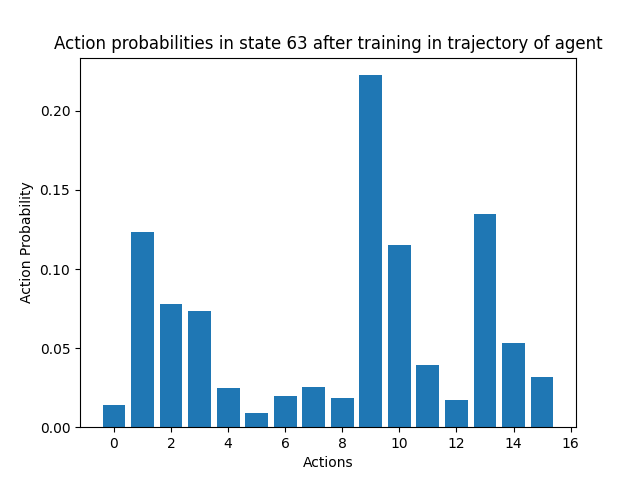 Action probabilities in state 63 after training in trajectory of agent
0.20
0.15
0.10
0.05
0.00
Action Probability
0 2 4 6 8 10 12 14 16
Actions